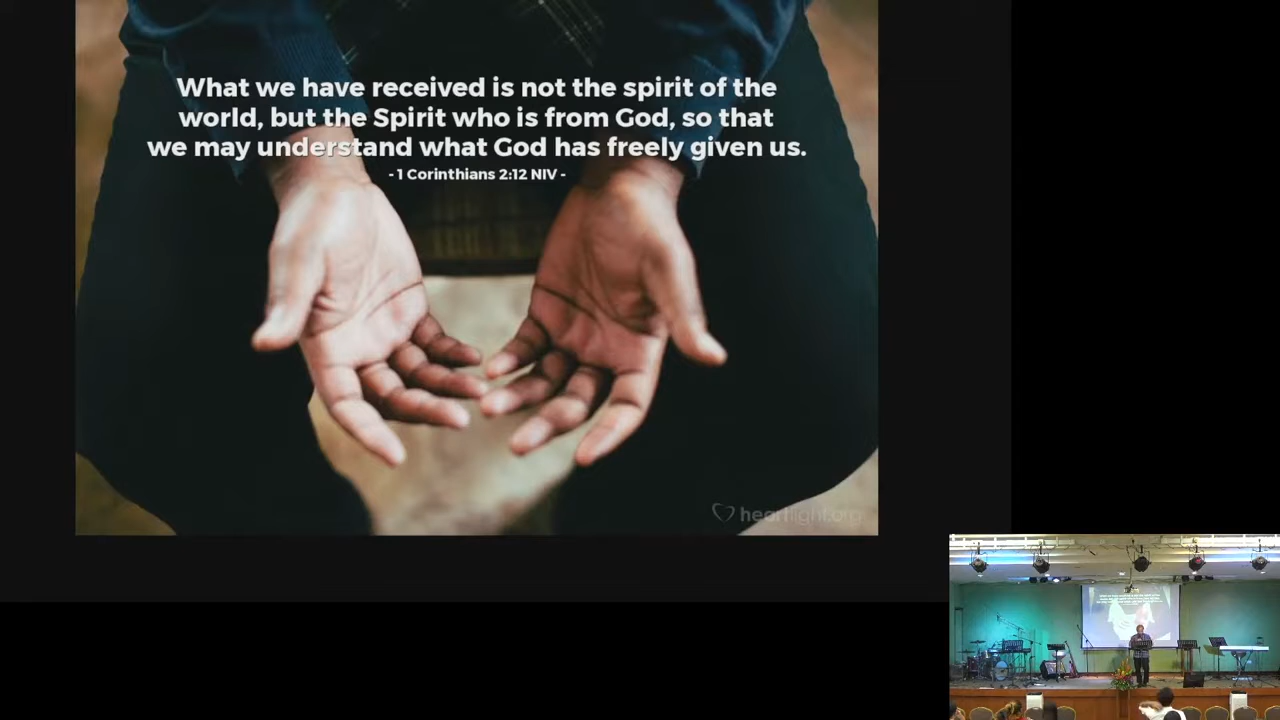 What we have received is not the spirit of the
world, but the Spirit who is from God, so that
we may understand what God has freely given us.
- 1 Corinthians 2:12 NIV -
heartlight.org